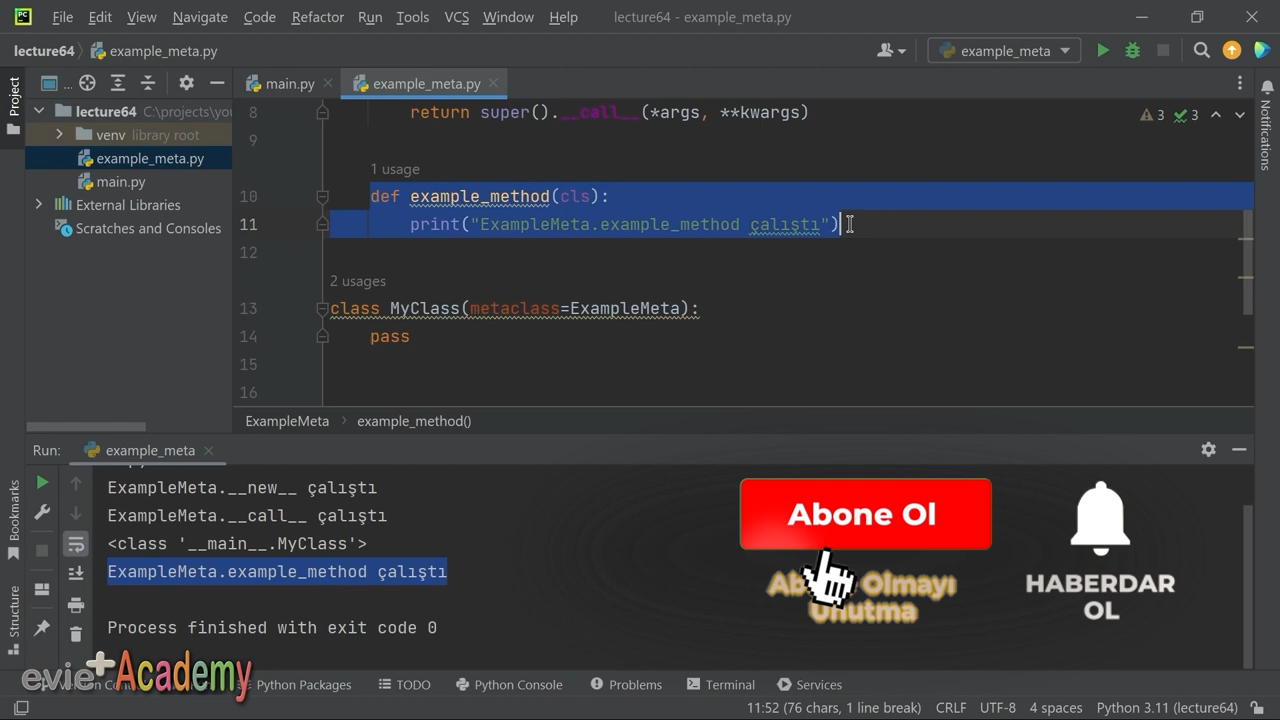 File Edit View Navigate Code Refactor Run Tools VCS Window Help lecture64 - example_meta.py
lecture64 example_meta.py example_meta
Project
... main.py example_meta.py
lecture64 C:\projects\you
venv library root
example_meta.py
main.py
External Libraries
Scratches and Consoles
8 return super().__call__(*args, **kwargs)
3 3
9
1 usage
10 def example_method(cls):
11 print("ExampleMeta.example_method çalıştı")
12
2 usages
13 class MyClass(metaclass=ExampleMeta):
14 pass
15
16
ExampleMeta example_method()
Notifications
Run: example_meta
ExampleMeta.__new__ çalıştı
ExampleMeta.__call__ çalıştı
<class '__main__.MyClass'>
ExampleMeta.example_method çalıştı
Process finished with exit code 0
Bookmarks
Structure
Abone Ol
Olmayı
Unutma
HABERDAR
OL
evie+Academy
Python Packages TODO Python Console Problems Terminal Services
11:52 (76 chars, 1 line break) CRLF UTF-8 4 spaces Python 3.11 (lecture64)